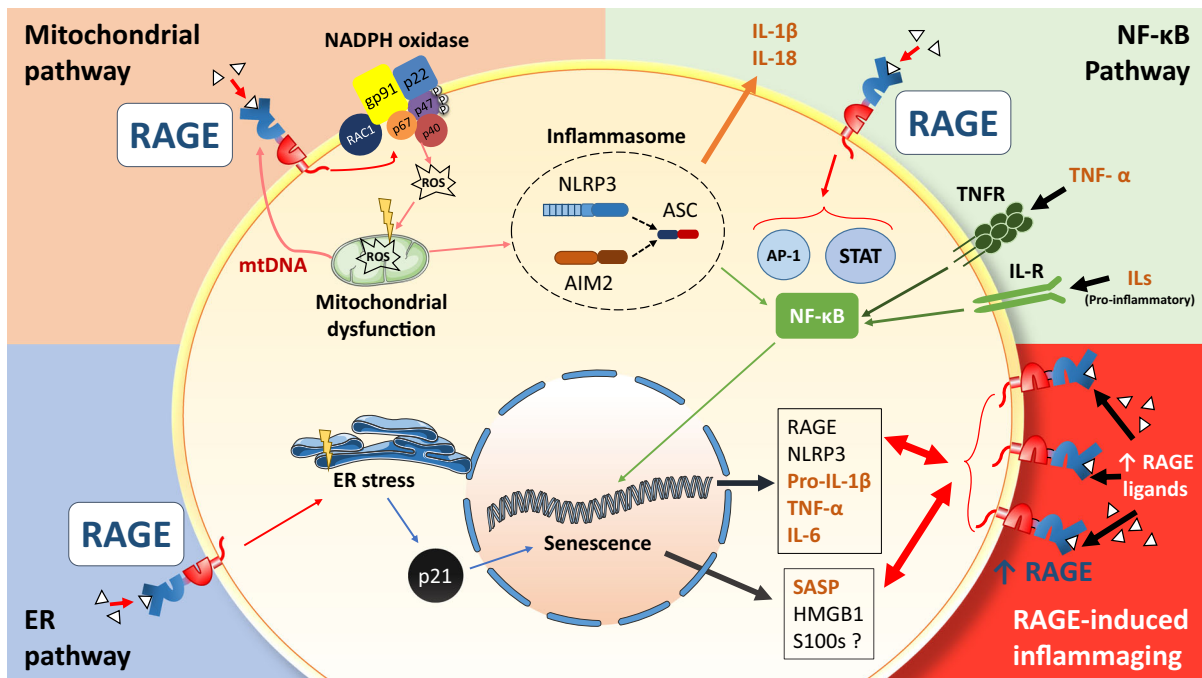 Mitochondrial
pathway
RAGE
NADPH oxidase
gp91
p22
p47
P
P
P
RAC1
p67
p40
ROS
ROS
mtDNA
Mitochondrial
dysfunction
Inflammasome
NLRP3
ASC
AIM2
IL-1β
IL-18
NF-κB
Pathway
RAGE
TNF- α
TNFR
AP-1
STAT
IL-R
ILs
(Pro-inflammatory)
NF-κB
ER stress
RAGE
p21
ER
pathway
Senescence
RAGE
NLRP3
Pro-IL-1β
TNF-α
IL-6
SASP
HMGB1
S100s ?
↑ RAGE
ligands
↑ RAGE
RAGE-induced
inflammaging